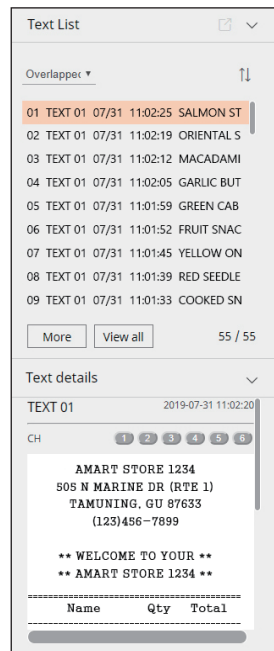 Text List
Overlapped
01 TEXT 01 07/31 11:02:25 SALMON ST
02 TEXT 01 07/31 11:02:19 ORIENTAL S
03 TEXT 01 07/31 11:02:12 MACADAMI
04 TEXT 01 07/31 11:02:05 GARLIC BUT
05 TEXT 01 07/31 11:01:59 GREEN CAB
06 TEXT 01 07/31 11:01:52 FRUIT SNAC
07 TEXT 01 07/31 11:01:45 YELLOW ON
08 TEXT 01 07/31 11:01:39 RED SEEDLE
09 TEXT 01 07/31 11:01:33 COOKED SN
More View all 55 / 55
Text details
TEXT 01 2019-07-31 11:02:20
CH 1 2 3 4 5 6
AMART STORE 1234
505 N MARINE DR (RTE 1)
TAMUNING, GU 87633
(123)456-7899
** WELCOME TO YOUR **
** AMART STORE 1234 **
========================================
Name Qty Total
----------------------------------------